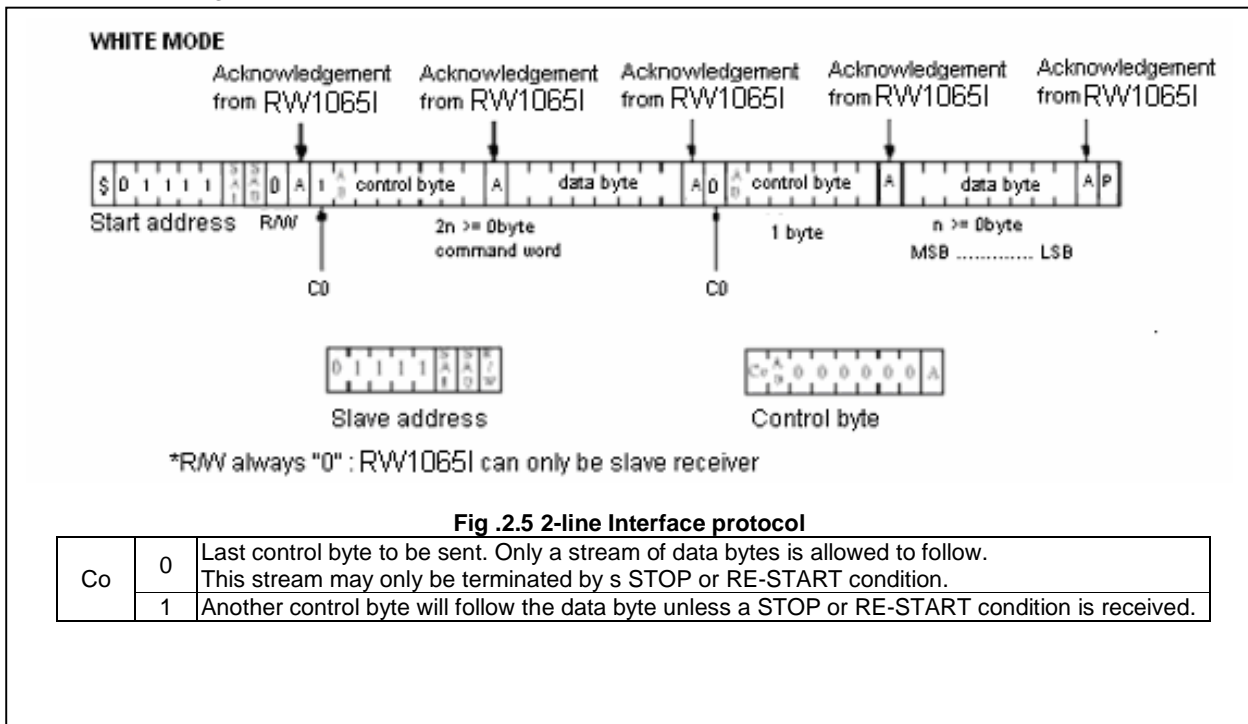 WHITE MODE
Acknowledgement from RW1065I
Acknowledgement from RW1065I
Acknowledgement from RW1065I
Acknowledgement from RW1065I
Acknowledgement from RW1065I
S 0 1 1 1 1 SA1 SA0 0 A 1 control byte A data byte A 0 control byte A data byte A P
Start address R/W 2n >= 0byte command word 1 byte n >= 0byte
MSB ............. LSB
C0 C0
0 1 1 1 1 SA1 SA0 R/W
Co 0 0 0 0 0 0 A
Slave address Control byte
*R/W always "0" : RW1065I can only be slave receiver
Fig .2.5 2-line Interface protocol
Co 0 Last control byte to be sent. Only a stream of data bytes is allowed to follow.
This stream may only be terminated by s STOP or RE-START condition.
1 Another control byte will follow the data byte unless a STOP or RE-START condition is received.